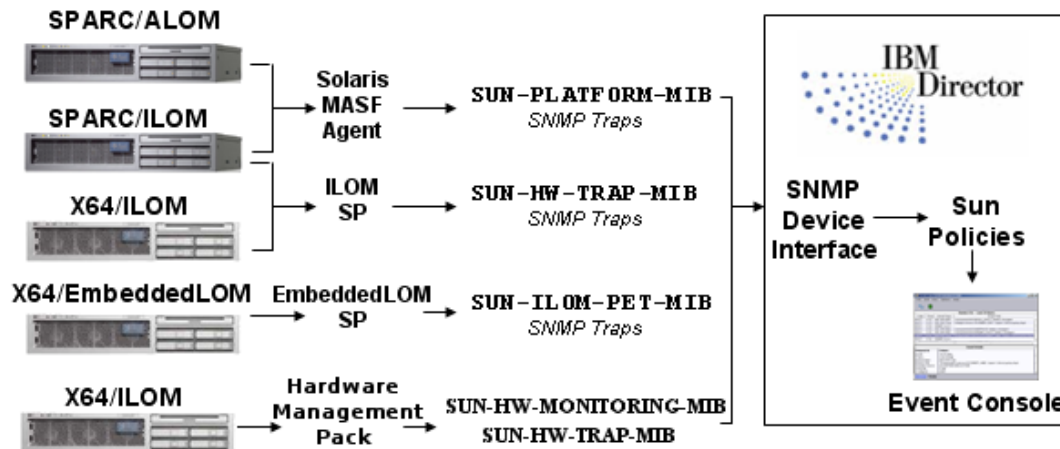 SPARC/ALOM
SPARC/ILOM
X64/ILOM
X64/EmbeddedLOM
X64/ILOM
Solaris
MASF
Agent
ILOM
SP
EmbeddedLOM
SP
Hardware
Management
Pack
SUN-PLATFORM-MIB
SNMP Traps
SUN-HW-TRAP-MIB
SNMP Traps
SUN-ILOM-PET-MIB
SNMP Traps
SUN-HW-MONITORING-MIB
SUN-HW-TRAP-MIB
IBM
Director
SNMP
Device
Interface
Sun
Policies
Event Console